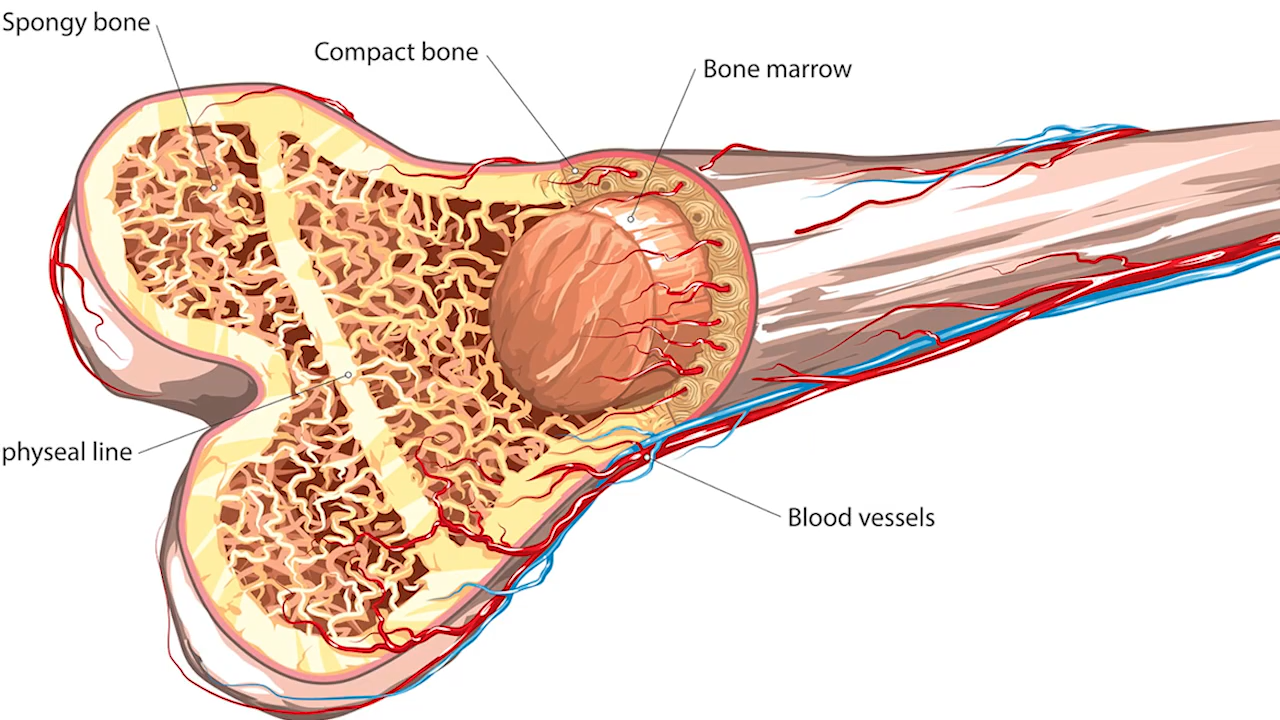 Spongy bone
Compact bone
Bone marrow
physeal line
Blood vessels